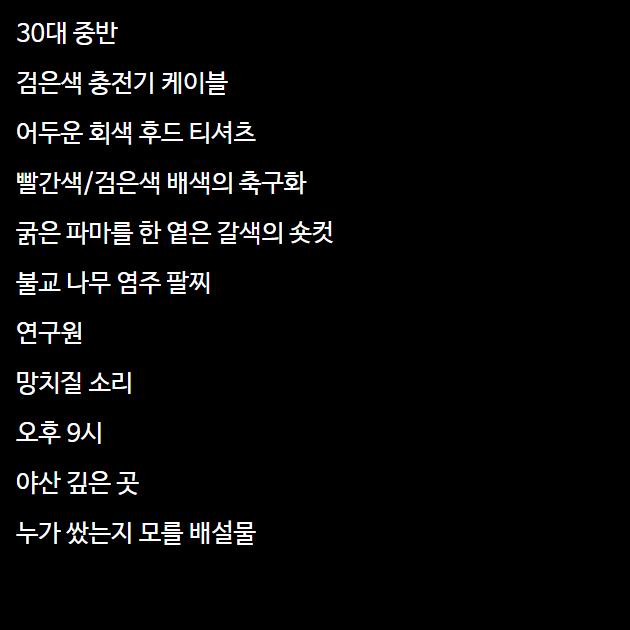 30대 중반
검은색 충전기 케이블
어두운 회색 후드 티셔츠
빨간색/검은색 배색의 축구화
굵은 파마를 한 옅은 갈색의 숏컷
불교 나무 염주 팔찌
연구원
망치질 소리
오후 9시
야산 깊은 곳
누가 쌌는지 모를 배설물